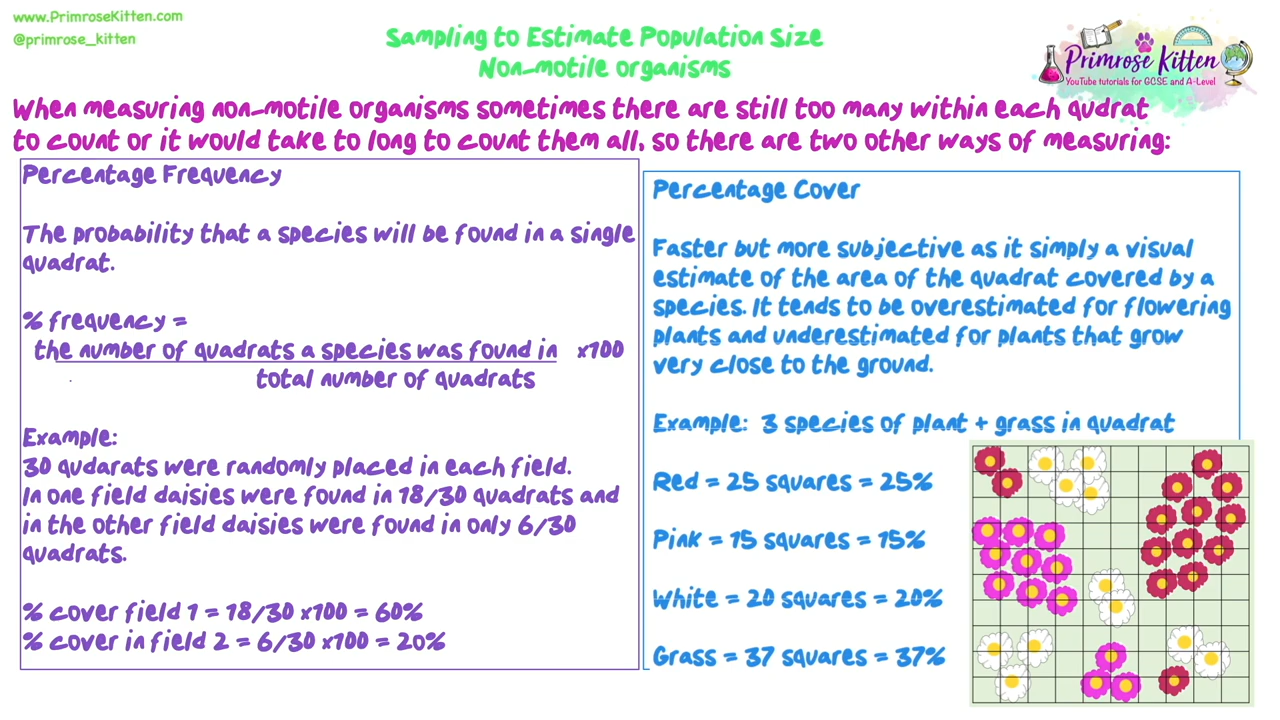 www.PrimroseKitten.com
@primrose_kitten
Sampling to Estimate Population Size
Non-motile organisms
Primrose Kitten
YouTube tutorials for GCSE and A-Level
When measuring non-motile organisms sometimes there are still too many within each qudrat
to count or it would take to long to count them all, so there are two other ways of measuring:
Percentage Frequency
The probability that a species will be found in a single
quadrat.
% frequency =
the number of quadrats a species was found in x100
total number of quadrats
Example:
30 qudarats were randomly placed in each field.
In one field daisies were found in 18/30 quadrats and
in the other field daisies were found in only 6/30
quadrats.
% cover field 1 = 18/30 x100 = 60%
% cover in field 2 = 6/30 x100 = 20%
Percentage Cover
Faster but more subjective as it simply a visual
estimate of the area of the quadrat covered by a
species. It tends to be overestimated for flowering
plants and underestimated for plants that grow
very close to the ground.
Example: 3 species of plant + grass in quadrat
Red = 25 squares = 25%
Pink = 15 squares = 15%
White = 20 squares = 20%
Grass = 37 squares = 37%